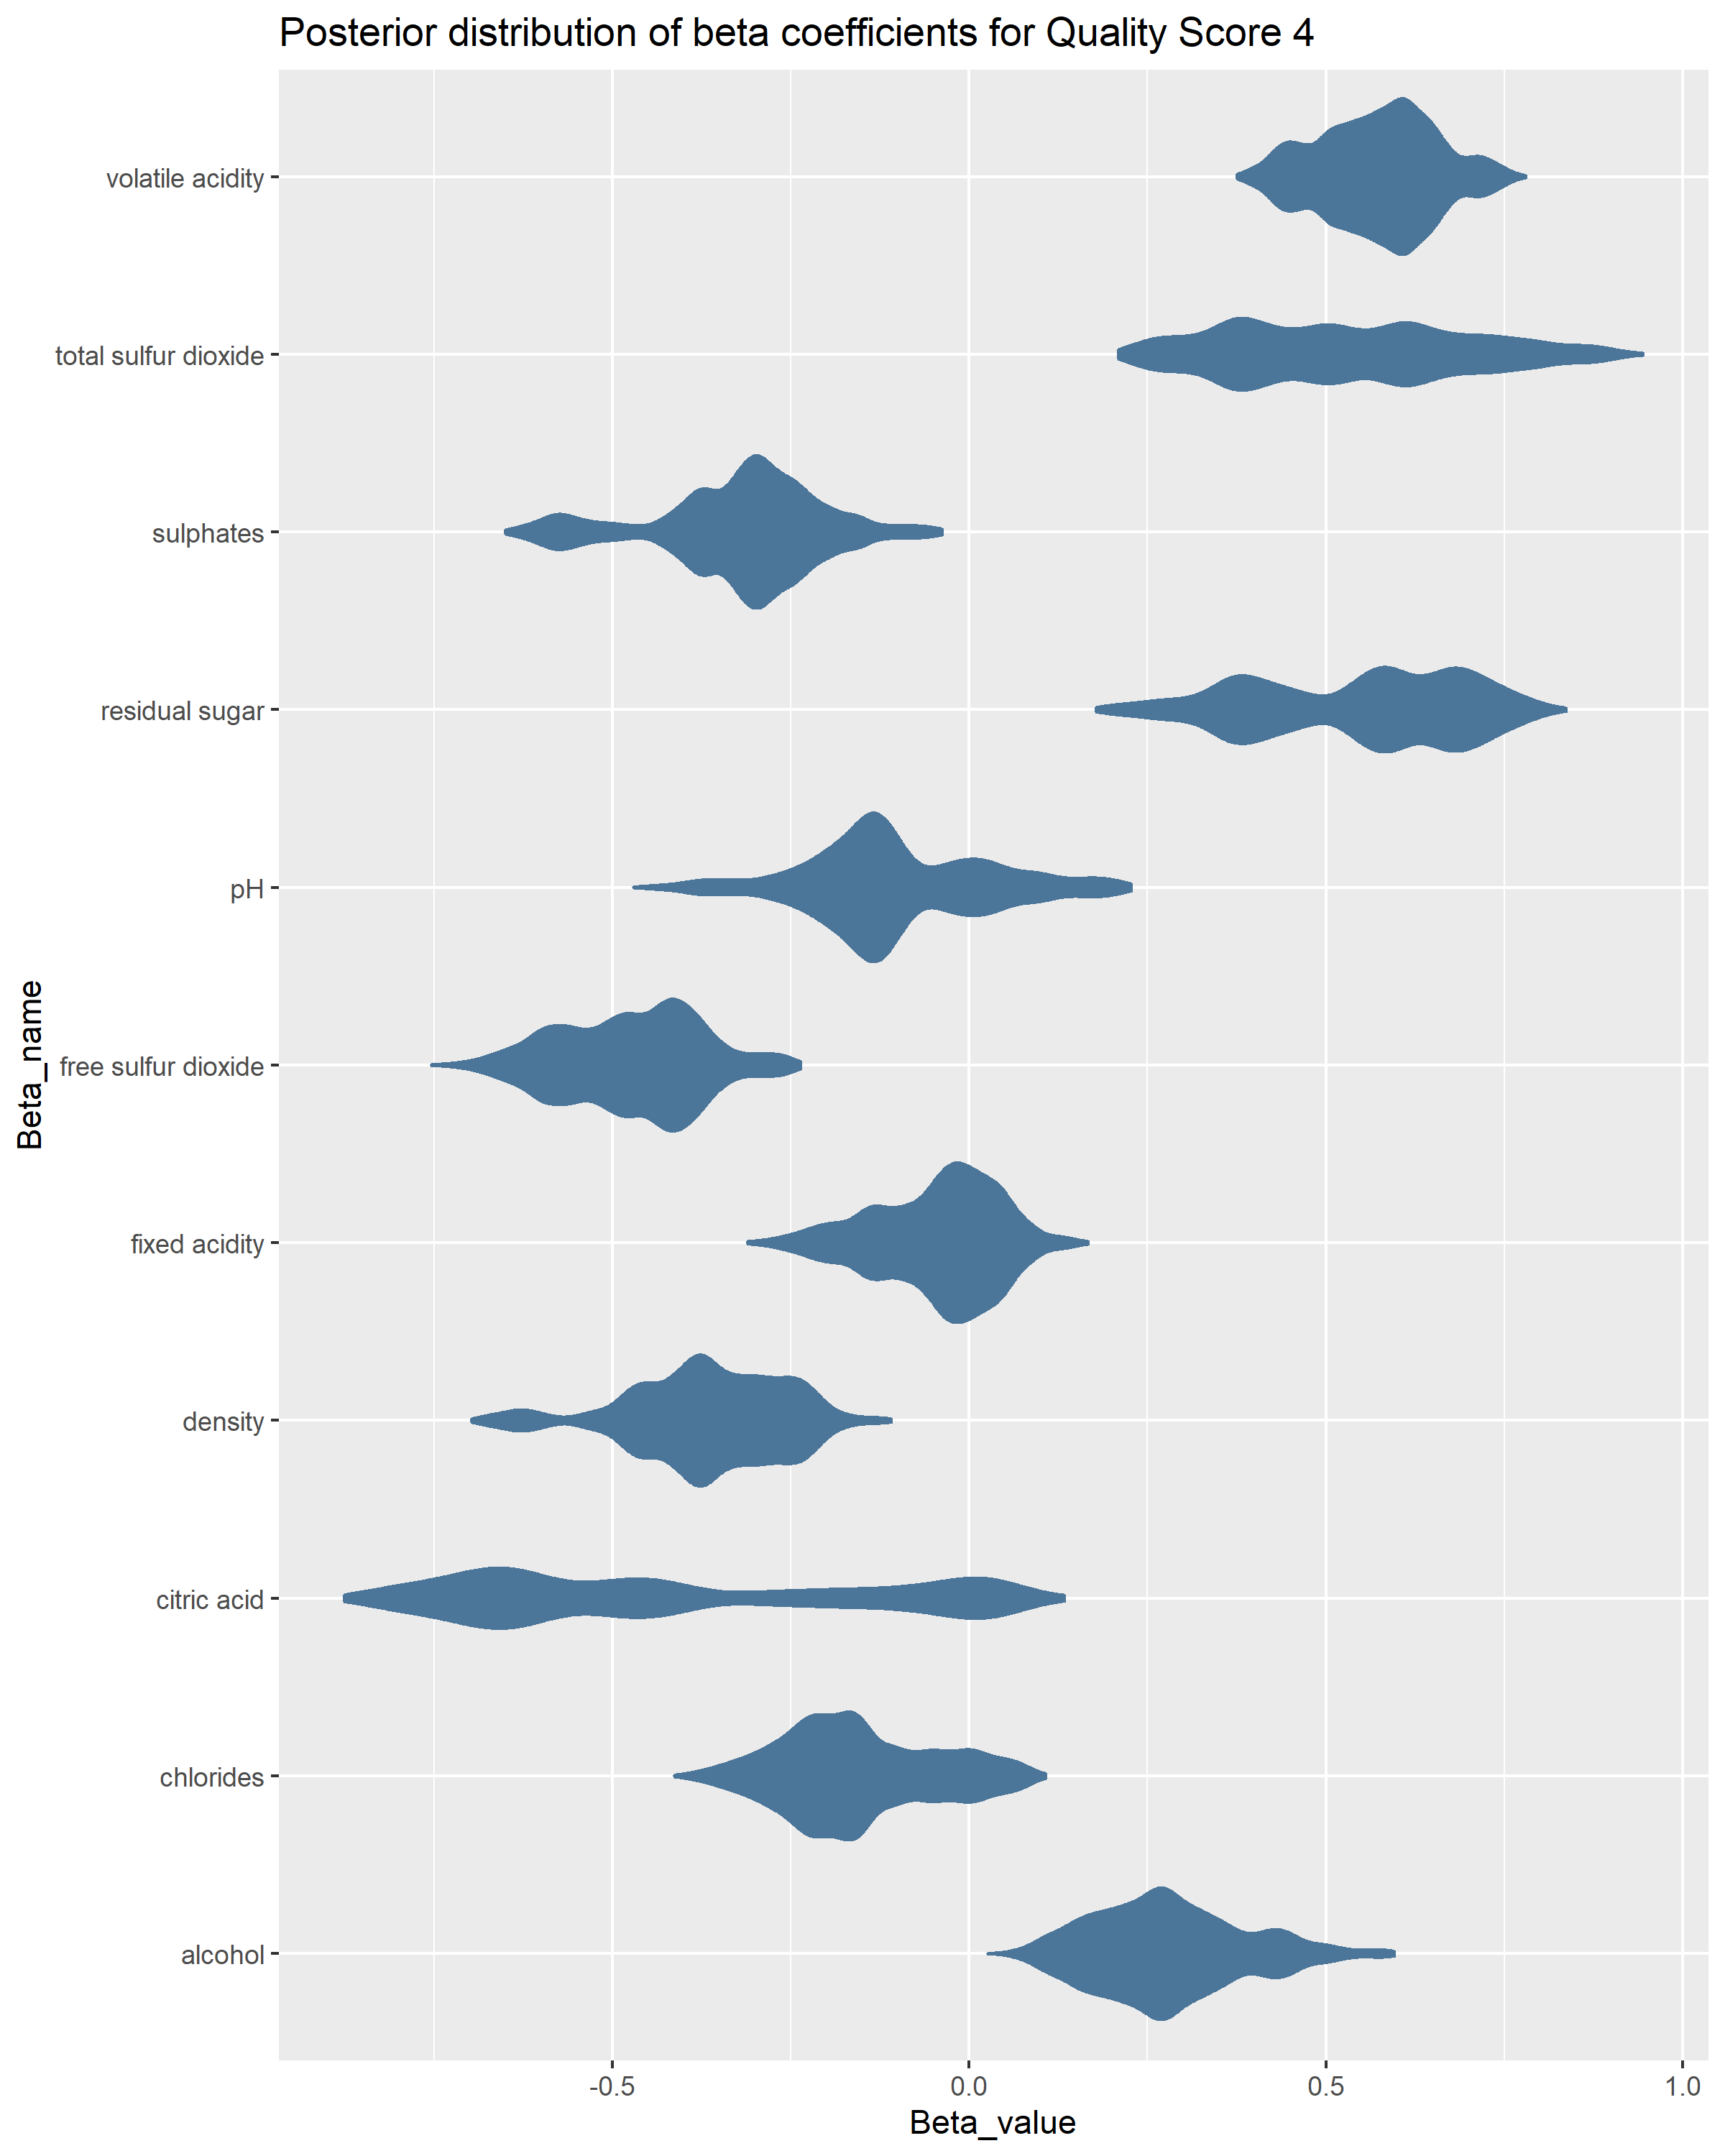 Posterior distribution of beta coefficients for Quality Score 4
Beta_name
volatile acidity
total sulfur dioxide
sulphates
residual sugar
pH
free sulfur dioxide
fixed acidity
density
citric acid
chlorides
alcohol
-0.5 0.0 0.5 1.0
Beta_value